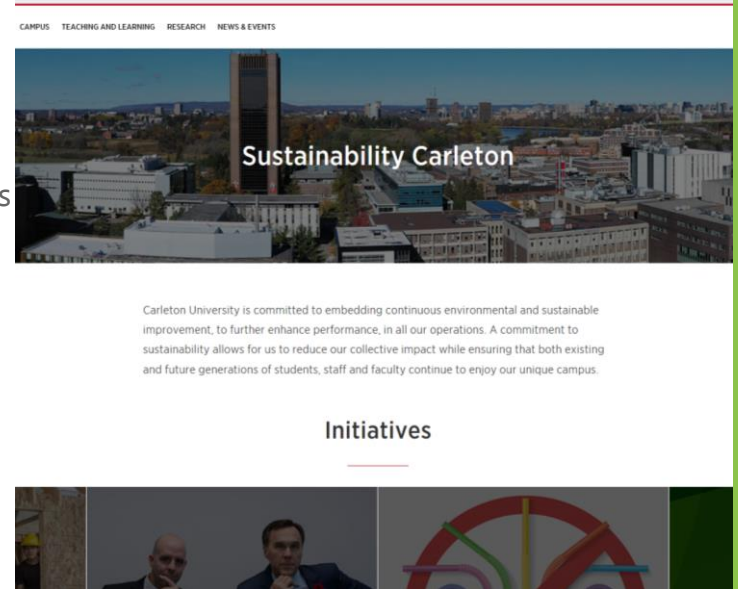 CAMPUS TEACHING AND LEARNING RESEARCH NEWS & EVENTS
Sustainability Carleton
s
Carleton University is committed to embedding continuous environmental and sustainable
improvement, to further enhance performance, in all our operations. A commitment to
sustainability allows for us to reduce our collective impact while ensuring that both existing
and future generations of students, staff and faculty continue to enjoy our unique campus.
Initiatives